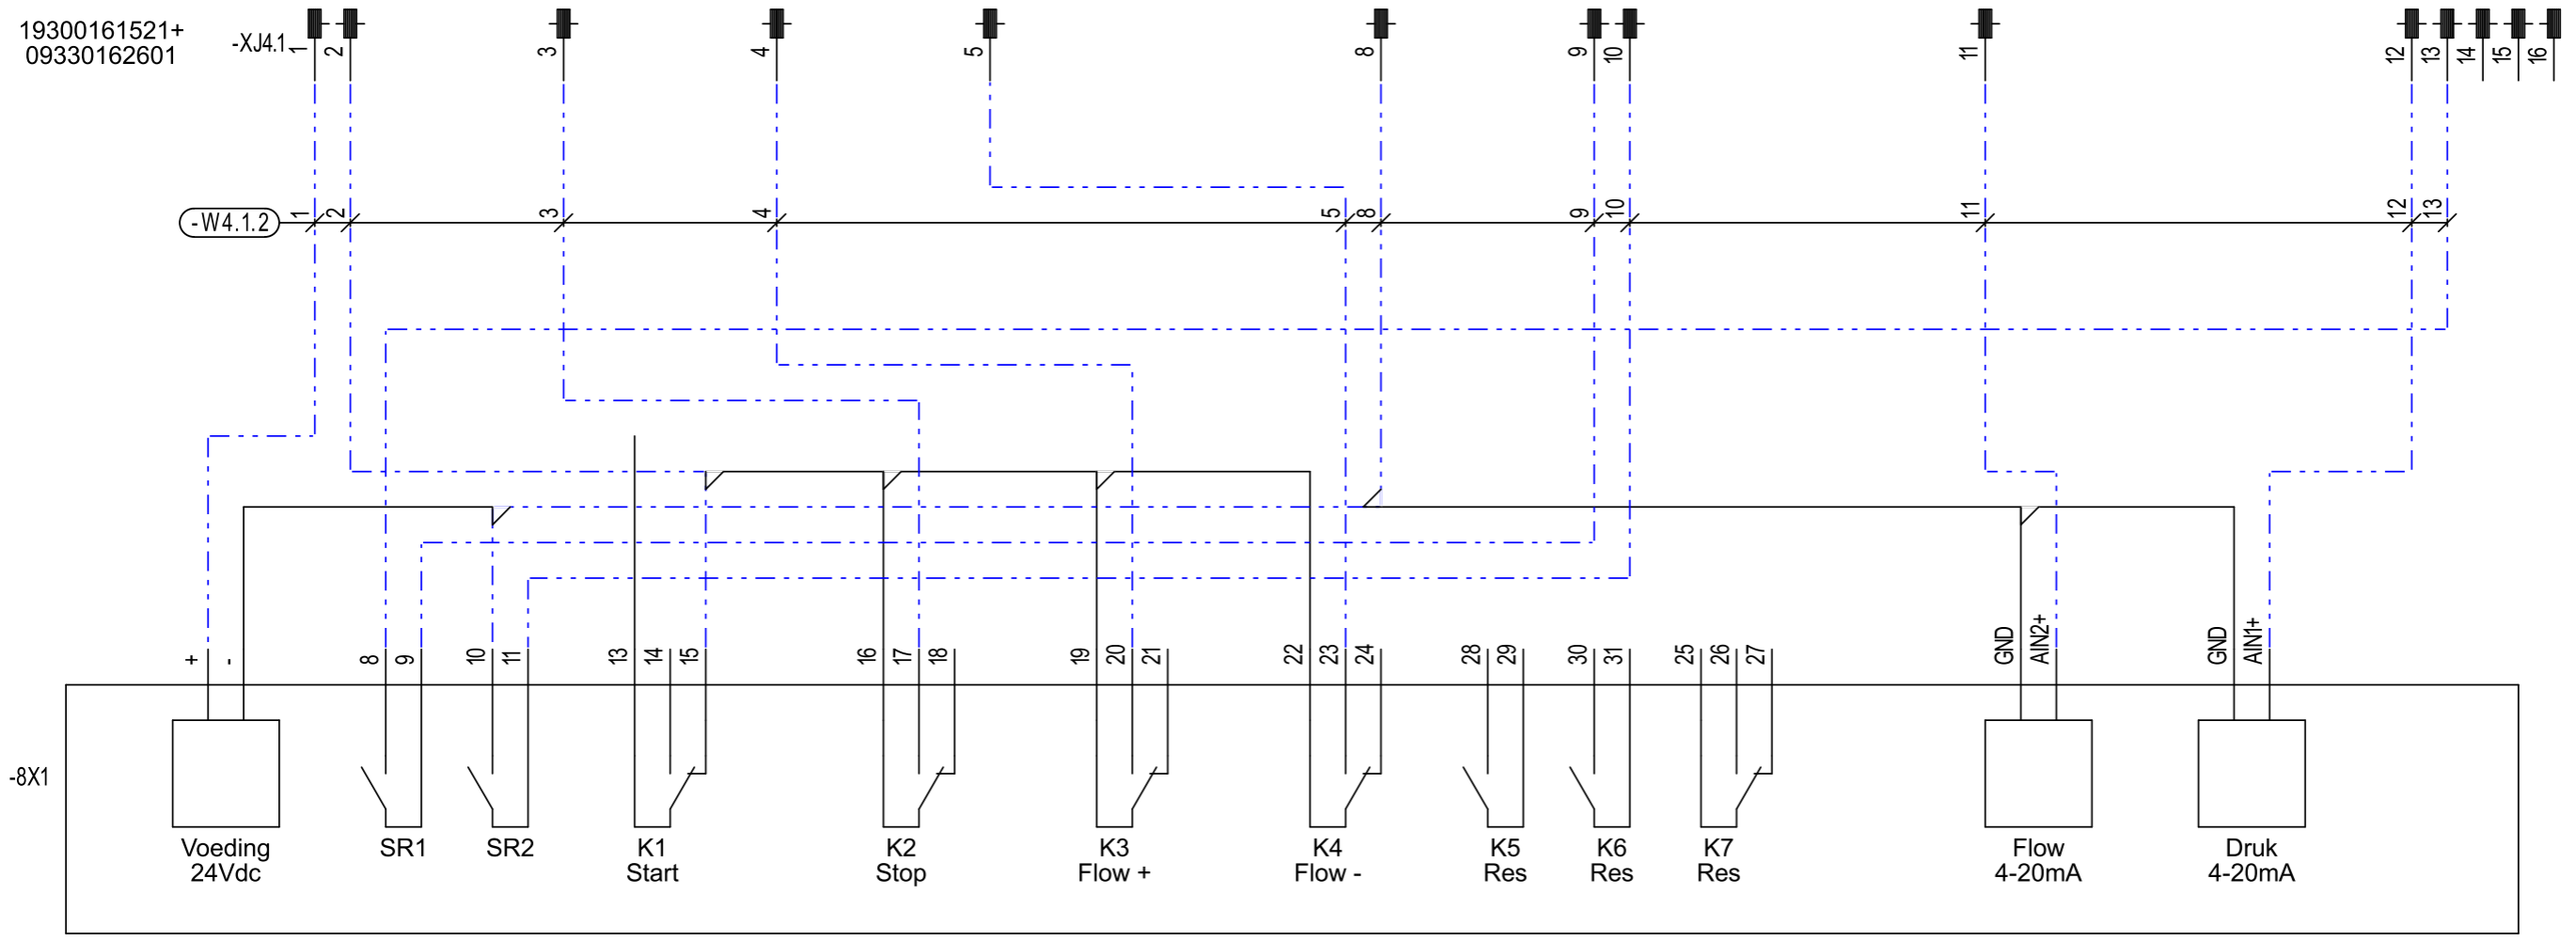 19300161521+
09330162601
-XJ4.1
1 2 3 4 5 8 9 10 11 12 13 14 15 16
-W4.1.2
1 2 3 4 5 8 9 10 11 12 13
+ - 8 9 10 11 13 14 15 16 17 18 19 20 21 22 23 24 28 29 30 31 25 26 27 GND AIN2+ GND AIN1+
-8X1
Voeding
24Vdc
SR1
SR2
K1
Start
K2
Stop
K3
Flow +
K4
Flow -
K5
Res
K6
Res
K7
Res
Flow
4-20mA
Druk
4-20mA